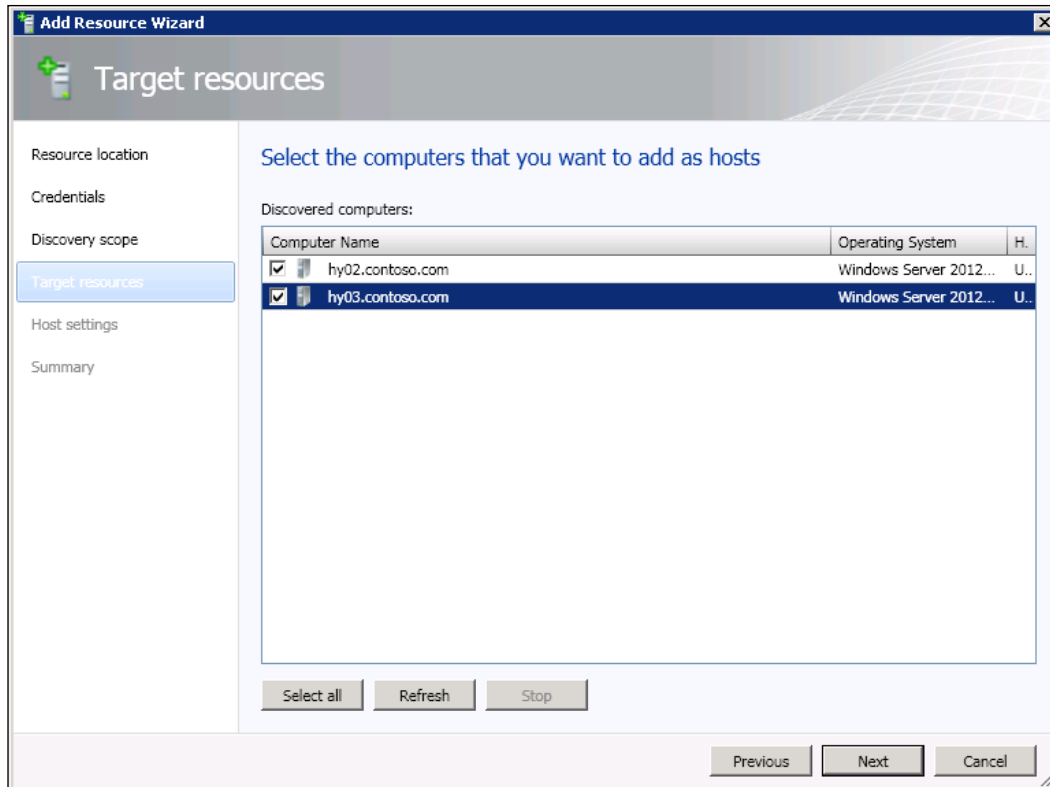 Add Resource Wizard
Target resources
Resource location
Credentials
Discovery scope
Target resources
Host settings
Summary
Select the computers that you want to add as hosts
Discovered computers:
Computer Name Operating System H.
hy02.contoso.com Windows Server 2012... U..
hy03.contoso.com Windows Server 2012... U..
Select all Refresh Stop
Previous Next Cancel